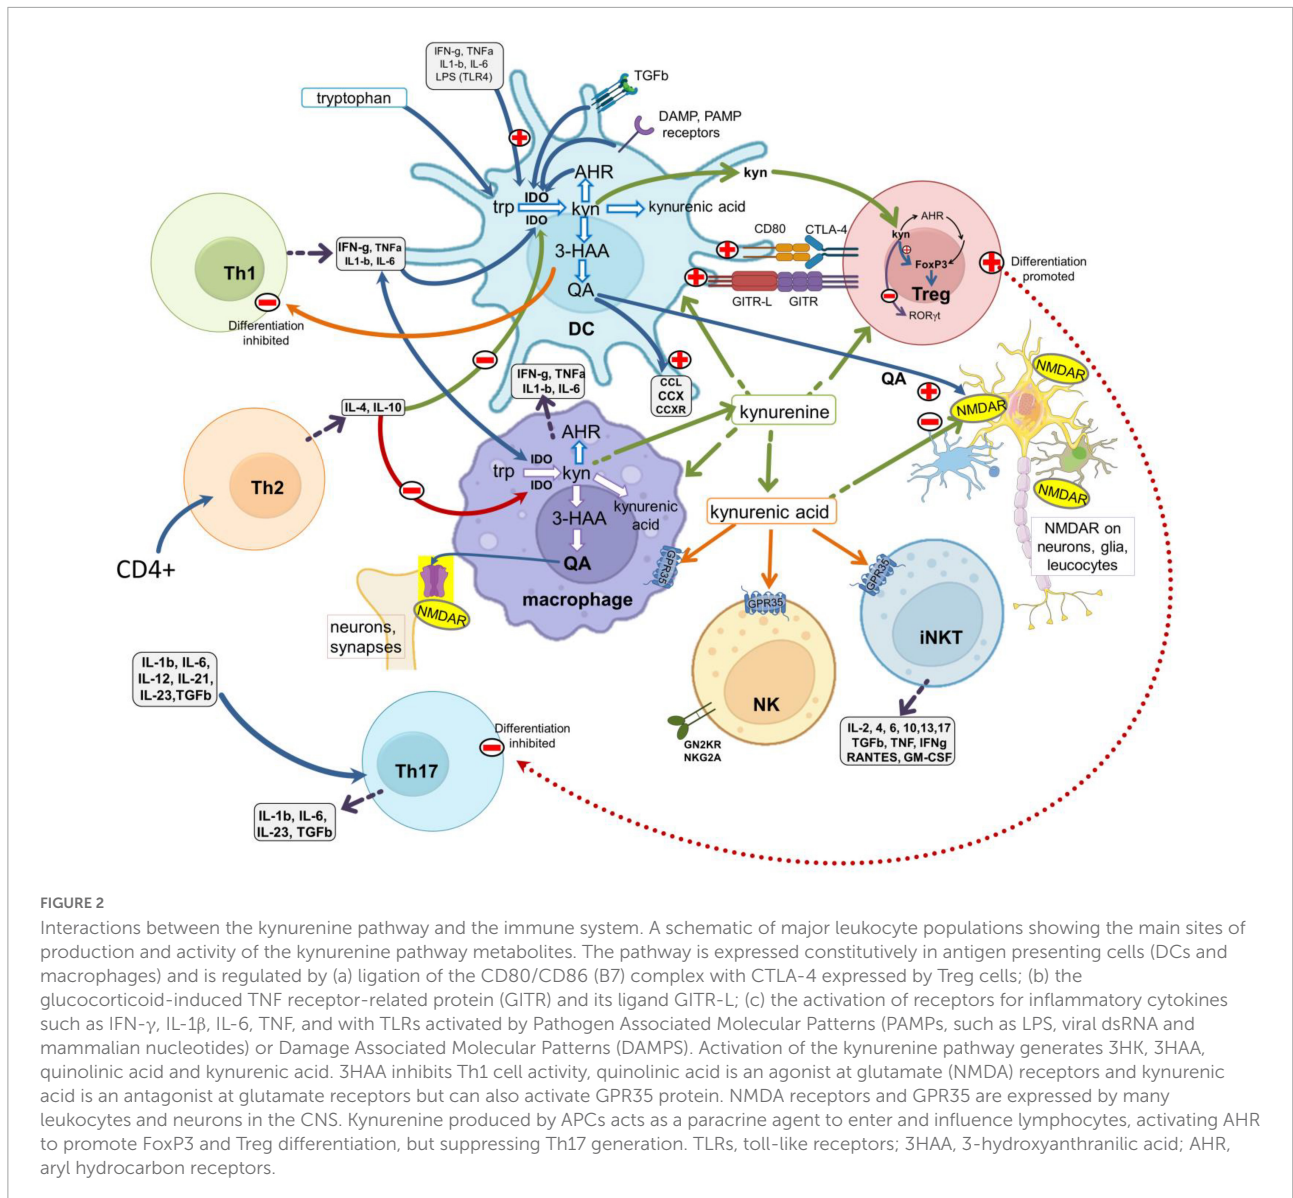 IFN-g, TNFa
IL1-b, IL-6
LPS (TLR4)
TGFb
tryptophan
DAMP, PAMP
receptors
AHR
kyn
IDO
trp
kyn
kynurenic acid
IDO
CD80
CTLA-4
AHR
kyn
FoxP3
Treg
RORγt
Differentiation
promoted
Th1
IFN-g, TNFa
IL1-b, IL-6
3-HAA
QA
GITR-L
GITR
Differentiation
inhibited
DC
NMDAR
IFN-g, TNFa
IL1-b, IL-6
CCL
CCX
CCXR
QA
NMDAR
IL-4, IL-10
kynurenine
AHR
IDO
trp
kyn
IDO
kynurenic
acid
Th2
3-HAA
kynurenic acid
NMDAR
NMDAR on
neurons, glia,
leucocytes
CD4+
QA
GPR35
GPR35
macrophage
GPR35
NMDAR
neurons,
synapses
iNKT
IL-1b, IL-6,
IL-12, IL-21,
IL-23,TGFb
NK
Differentiation
inhibited
GN2KR
NKG2A
IL-2, 4, 6, 10,13,17
TGFb, TNF, IFNg
RANTES, GM-CSF
Th17
IL-1b, IL-6,
IL-23, TGFb
FIGURE 2
Interactions between the kynurenine pathway and the immune system. A schematic of major leukocyte populations showing the main sites of
production and activity of the kynurenine pathway metabolites. The pathway is expressed constitutively in antigen presenting cells (DCs and
macrophages) and is regulated by (a) ligation of the CD80/CD86 (B7) complex with CTLA-4 expressed by Treg cells; (b) the
glucocorticoid-induced TNF receptor-related protein (GITR) and its ligand GITR-L; (c) the activation of receptors for inflammatory cytokines
such as IFN-γ, IL-1β, IL-6, TNF, and with TLRs activated by Pathogen Associated Molecular Patterns (PAMPs, such as LPS, viral dsRNA and
mammalian nucleotides) or Damage Associated Molecular Patterns (DAMPS). Activation of the kynurenine pathway generates 3HK, 3HAA,
quinolinic acid and kynurenic acid. 3HAA inhibits Th1 cell activity, quinolinic acid is an agonist at glutamate (NMDA) receptors and kynurenic
acid is an antagonist at glutamate receptors but can also activate GPR35 protein. NMDA receptors and GPR35 are expressed by many
leukocytes and neurons in the CNS. Kynurenine produced by APCs acts as a paracrine agent to enter and influence lymphocytes, activating AHR
to promote FoxP3 and Treg differentiation, but suppressing Th17 generation. TLRs, toll-like receptors; 3HAA, 3-hydroxyanthranilic acid; AHR,
aryl hydrocarbon receptors.